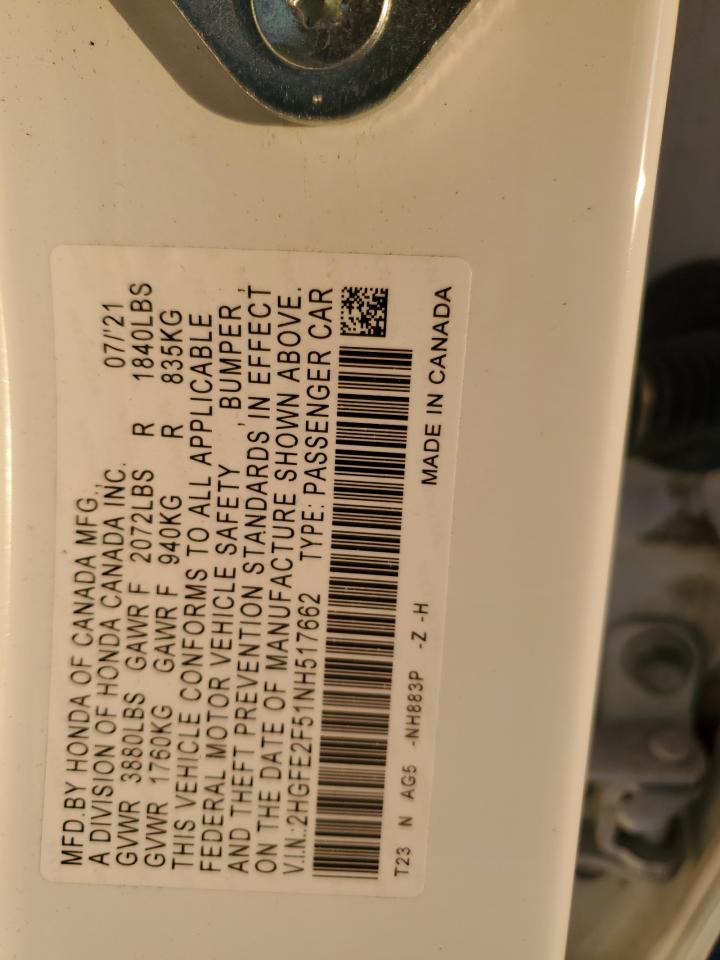 MFD.BY HONDA OF CANADA MFG.,
A DIVISION OF HONDA CANADA INC. 07/'21
GVWR 3880LBS GAWR F 2072LBS R 1840LBS
GVWR 1760KG GAWR F 940KG R 835KG
THIS VEHICLE CONFORMS TO ALL APPLICABLE
FEDERAL MOTOR VEHICLE SAFETY , BUMPER ,
AND THEFT PREVENTION STANDARDS IN EFFECT
ON THE DATE OF MANUFACTURE SHOWN ABOVE.
V.I.N.:2HGFE2F51NH517662 TYPE: PASSENGER CAR
T23 N AG5 -NH883P -Z -H MADE IN CANADA